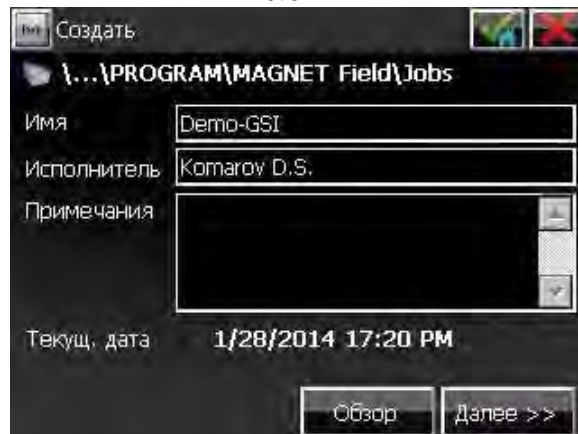 Создать
\...\PROGRAM\MAGNET Field\Jobs
Имя
Demo-GSI
Исполнитель
Komarov D.S.
Примечания
Текущ. дата
1/28/2014 17:20 PM
Обзор
Далее >>